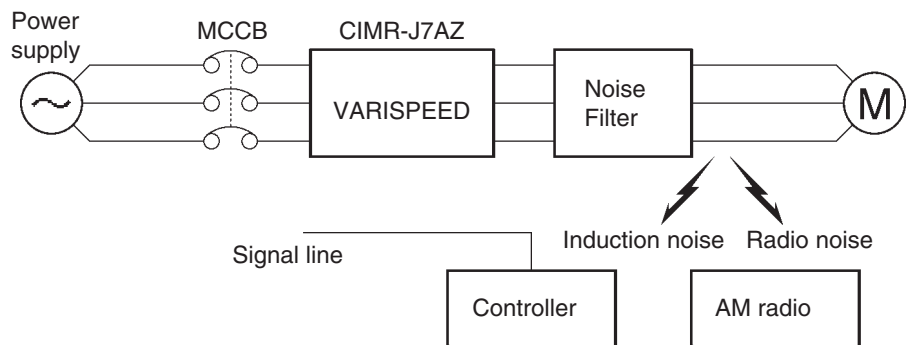 Power
supply
MCCB
CIMR-J7AZ
VARISPEED
Noise
Filter
M
Induction noise
Radio noise
Signal line
Controller
AM radio